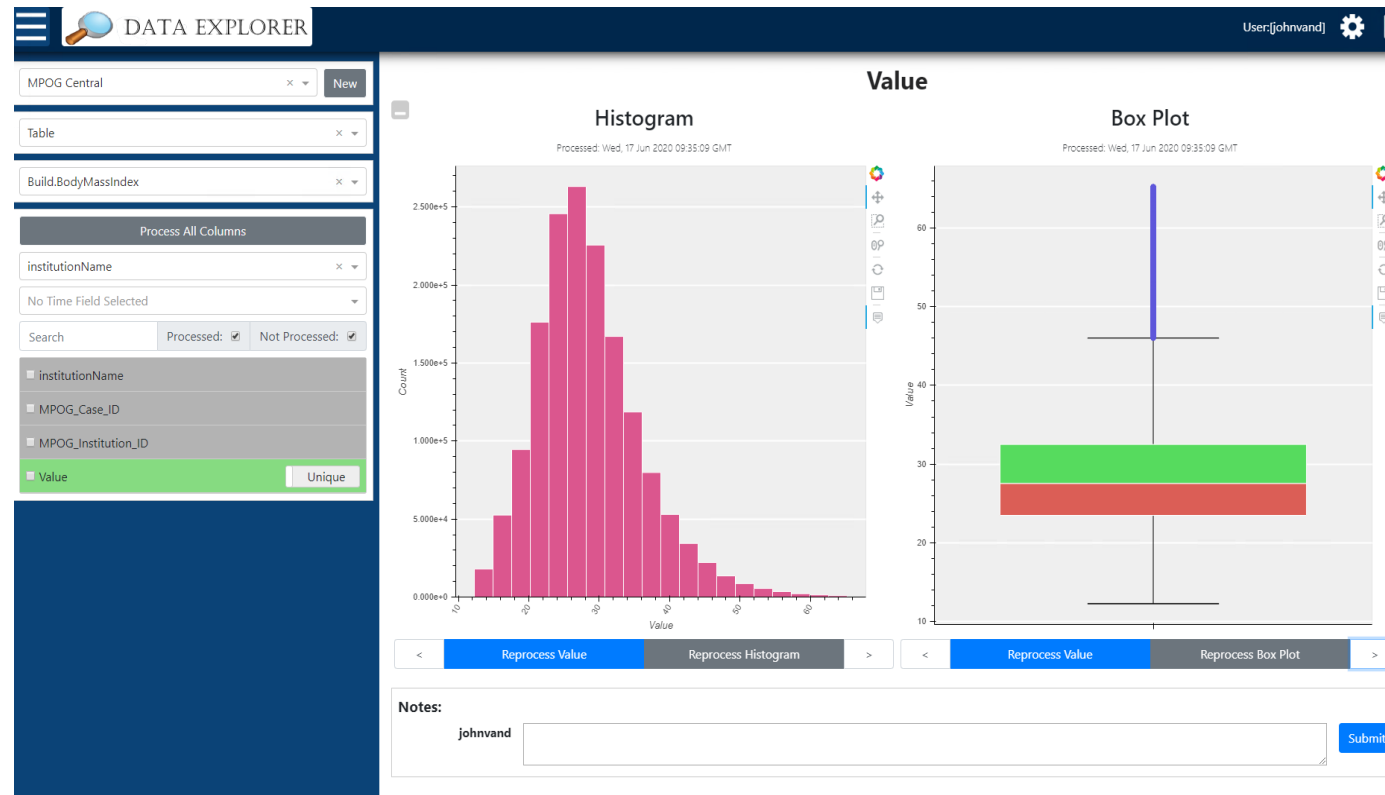 DATA EXPLORER
User:[johnvand]
MPOG Central × New
Table ×
Build.BodyMassIndex ×
Process All Columns
institutionName ×
No Time Field Selected
Search Processed: Not Processed:
institutionName
MPOG_Case_ID
MPOG_Institution_ID
Value Unique
Value
Histogram
Processed: Wed, 17 Jun 2020 09:35:09 GMT
2.500e+5
2.000e+5
1.500e+5
1.000e+5
5.000e+4
0.000e+0
Count
10 20 30 40 50 60
Value
< Reprocess Value Reprocess Histogram >
Box Plot
Processed: Wed, 17 Jun 2020 09:35:09 GMT
60
50
40
30
20
10
Value
< Reprocess Value Reprocess Box Plot >
Notes:
johnvand
Submit